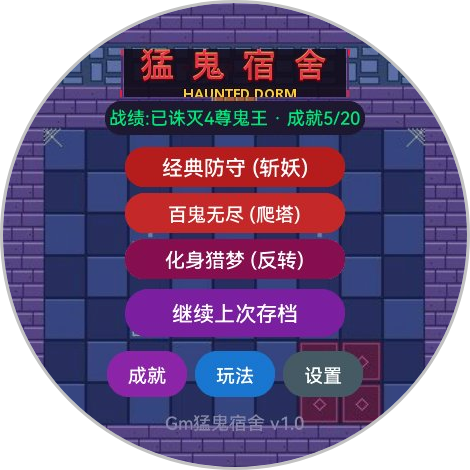 猛鬼宿舍
HAUNTED DORM
战绩:已诛灭4尊鬼王 · 成就5/20
经典防守 (斩妖)
百鬼无尽 (爬塔)
化身猎梦 (反转)
继续上次存档
成就 玩法 设置
Gm猛鬼宿舍 v1.0